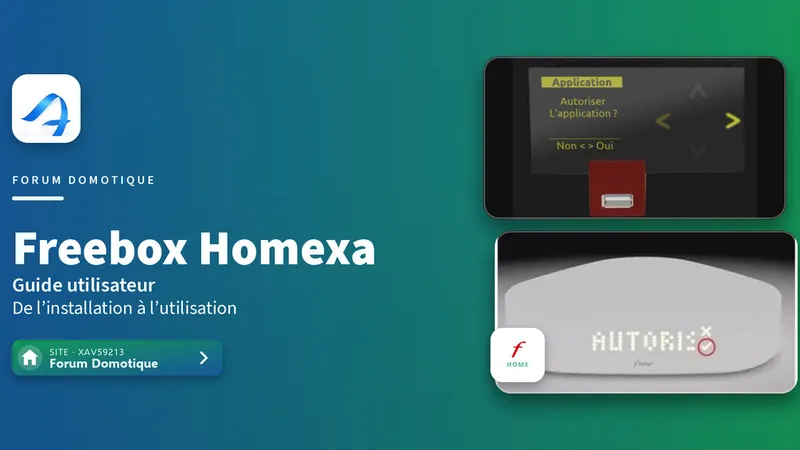 FORUM DOMOTIQUE
Freebox Homexa
Guide utilisateur
De l’installation à l’utilisation
SITE · XAV59213
Forum Domotique
Application
Autoriser
L'application ?
Non < > Oui
AUTORIS
f HOME
free